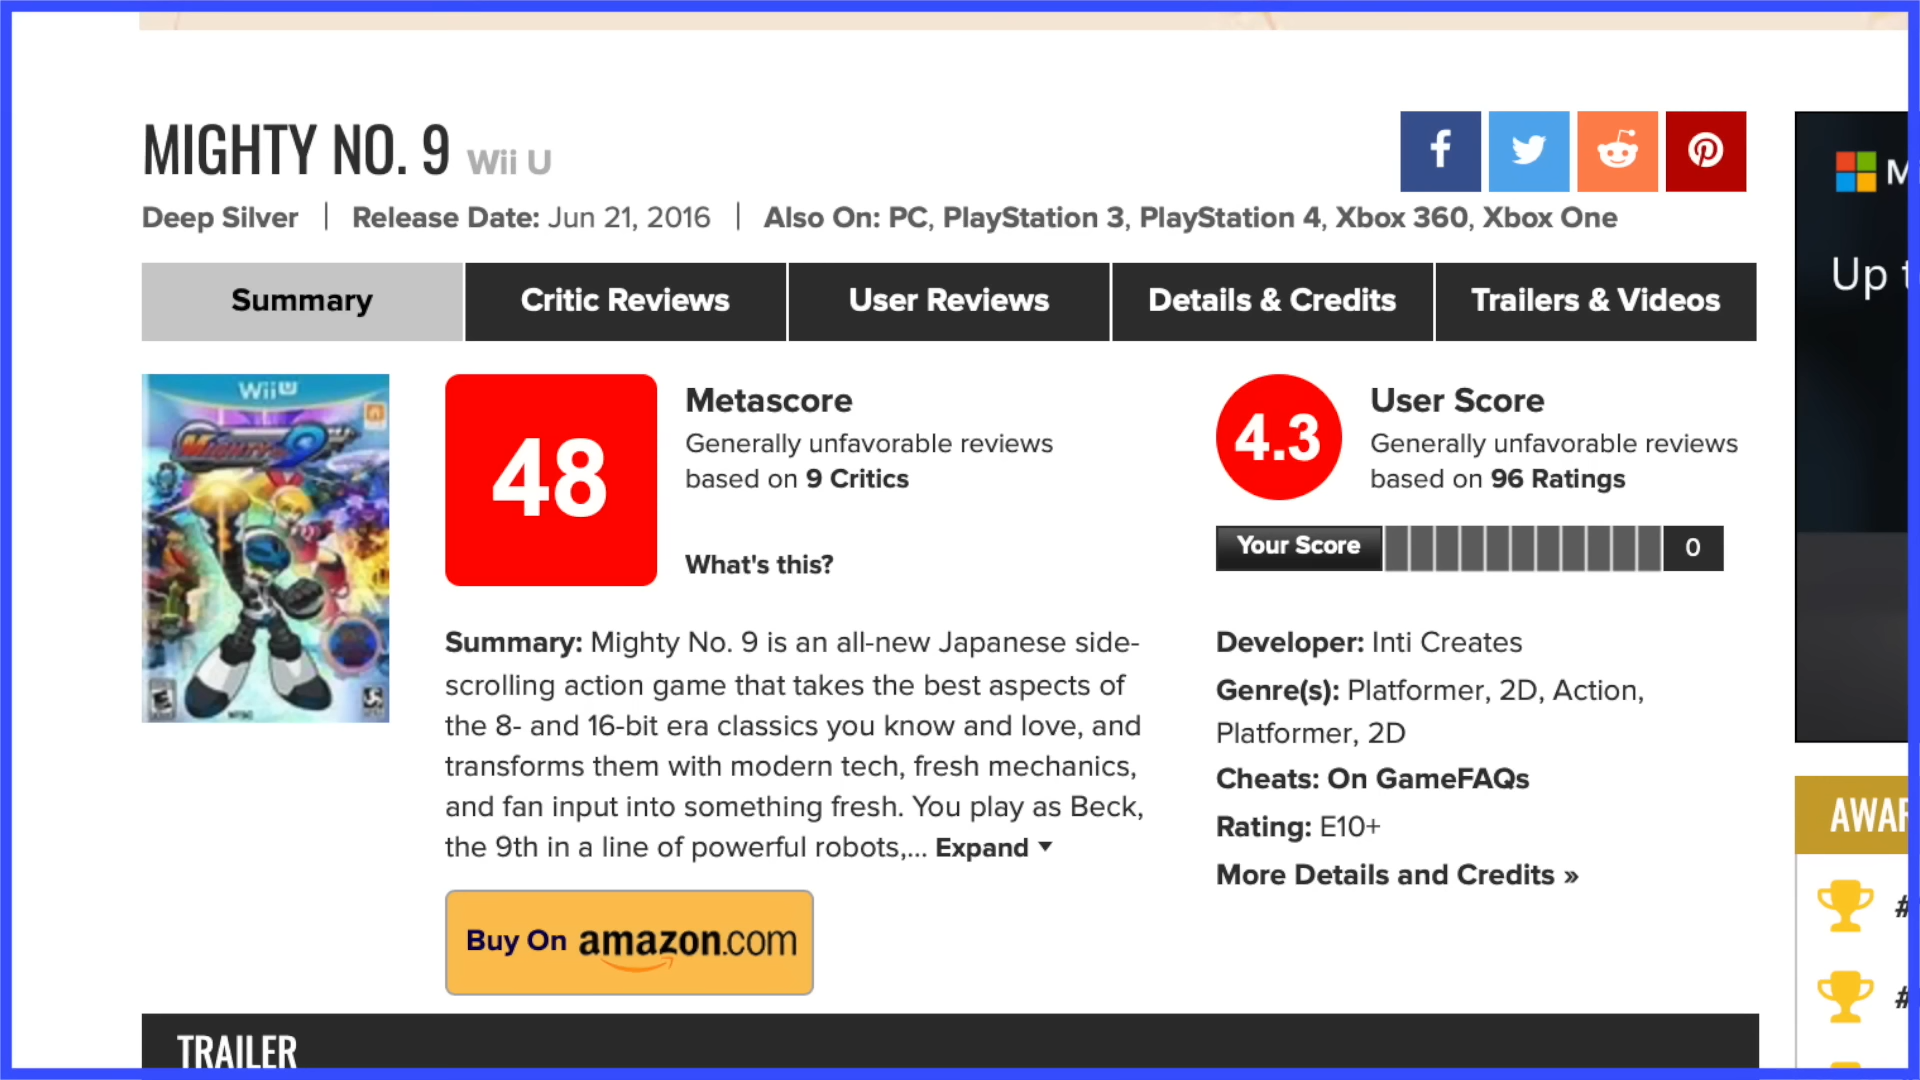 MIGHTY NO. 9 Wii U
Deep Silver | Release Date: Jun 21, 2016 | Also On: PC, PlayStation 3, PlayStation 4, Xbox 360, Xbox One
Summary
Critic Reviews
User Reviews
Details & Credits
Trailers & Videos
Wii U
MIGHTY No. 9
48
Metascore
Generally unfavorable reviews
based on 9 Critics
What's this?
4.3
User Score
Generally unfavorable reviews
based on 96 Ratings
Your Score
0
Summary: Mighty No. 9 is an all-new Japanese side-
scrolling action game that takes the best aspects of
the 8- and 16-bit era classics you know and love, and
transforms them with modern tech, fresh mechanics,
and fan input into something fresh. You play as Beck,
the 9th in a line of powerful robots,... Expand
Buy On amazon.com
Developer: Inti Creates
Genre(s): Platformer, 2D, Action,
Platformer, 2D
Cheats: On GameFAQs
Rating: E10+
More Details and Credits »
Up t
AWAR
#
#
TRAILER